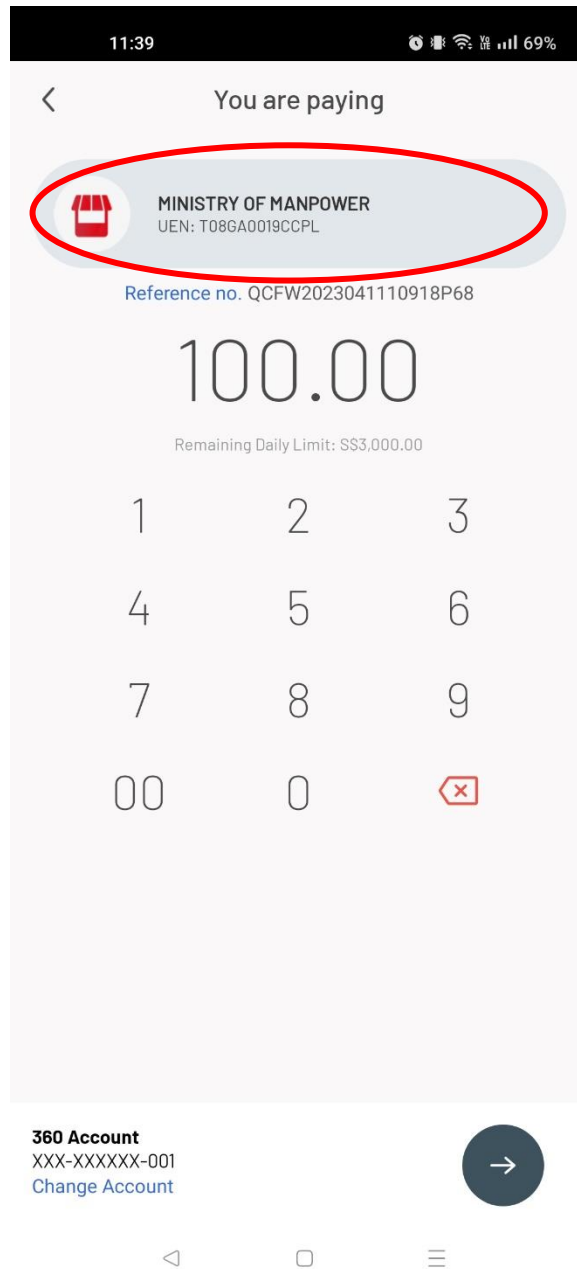 11:39 69%
You are paying
MINISTRY OF MANPOWER
UEN: T08GA0019CCPL
Reference no. QCFW2023041110918P68
100.00
Remaining Daily Limit: S$3,000.00
1 2 3
4 5 6
7 8 9
00 0
360 Account
XXX-XXXXXX-001
Change Account